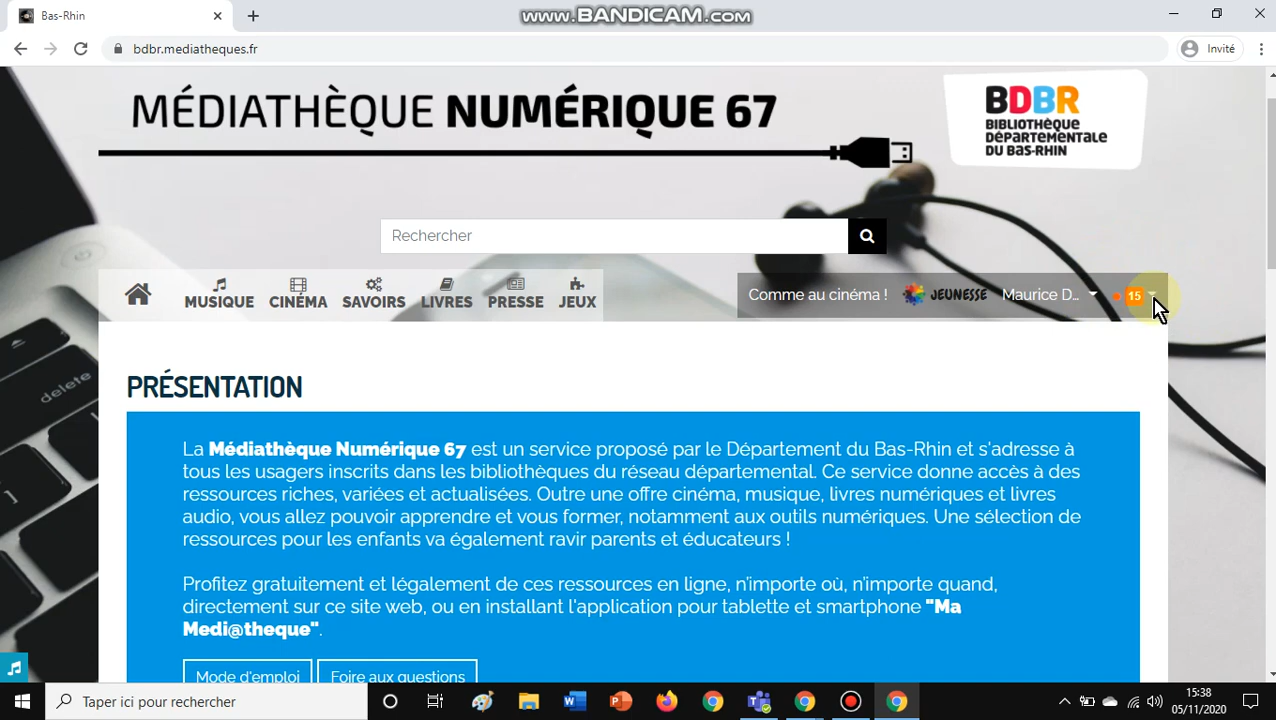 Bas-Rhin
www.BANDICAM.com
bdbr.mediatheques.fr
Invité
MÉDIATHÈQUE NUMÉRIQUE 67
BDBR
BIBLIOTHÈQUE
DÉPARTEMENTALE
DU BAS-RHIN
Rechercher
MUSIQUE CINÉMA SAVOIRS LIVRES PRESSE JEUX
Comme au cinéma ! JEUNESSE Maurice D... 15
delete
PRÉSENTATION
La Médiathèque Numérique 67 est un service proposé par le Département du Bas-Rhin et s'adresse à
tous les usagers inscrits dans les bibliothèques du réseau départemental. Ce service donne accès à des
ressources riches, variées et actualisées. Outre une offre cinéma, musique, livres numériques et livres
audio, vous allez pouvoir apprendre et vous former, notamment aux outils numériques. Une sélection de
ressources pour les enfants va également ravir parents et éducateurs !
Profitez gratuitement et légalement de ces ressources en ligne, n'importe où, n'importe quand,
directement sur ce site web, ou en installant l'application pour tablette et smartphone "Ma
Medi@theque".
Mode d'emploi Foire aux questions
Taper ici pour rechercher
15:38
05/11/2020